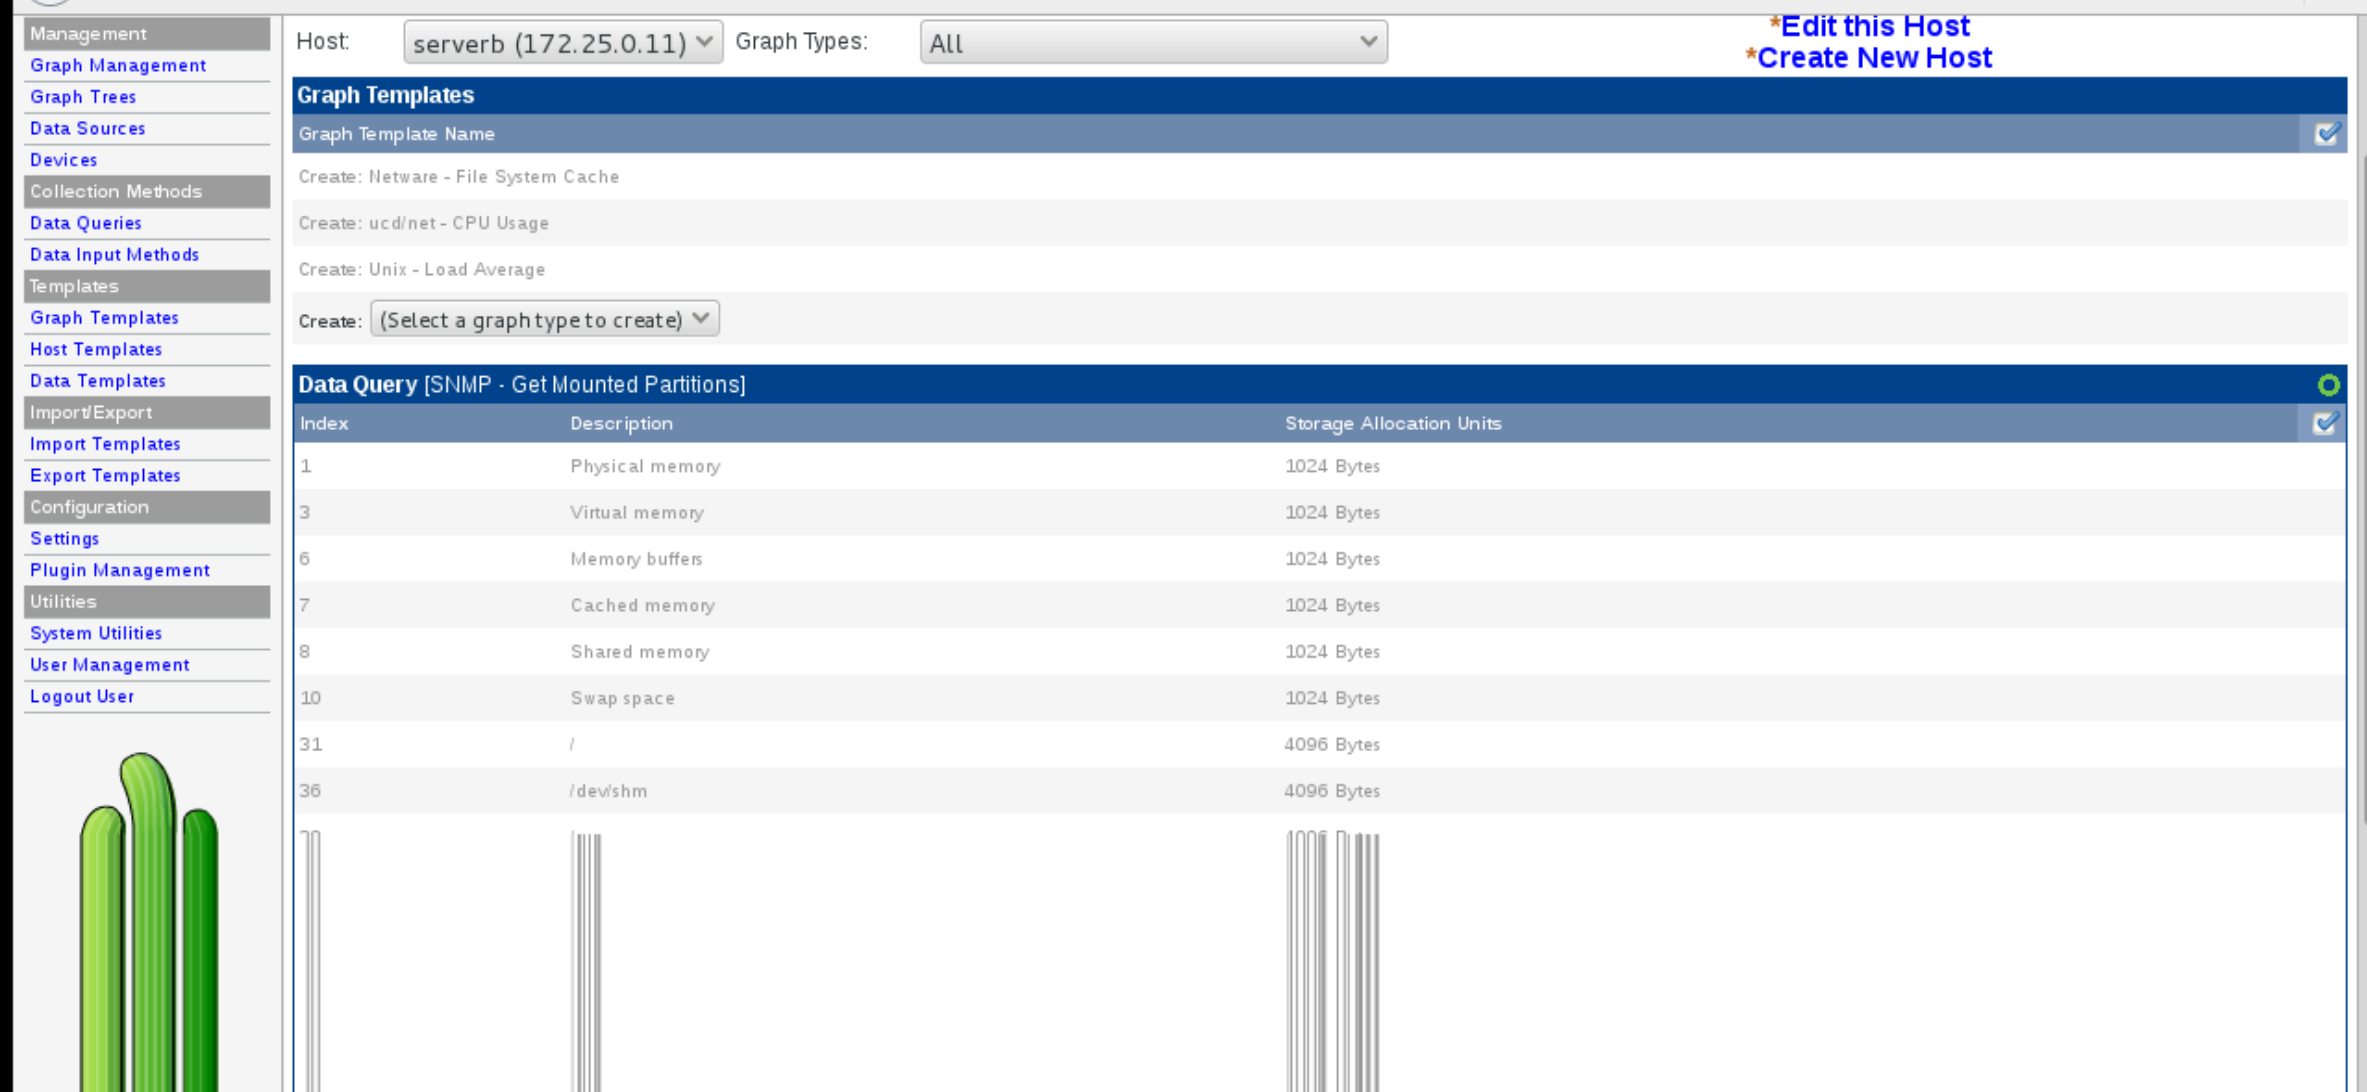 Management
Graph Management
Graph Trees
Data Sources
Devices
Collection Methods
Data Queries
Data Input Methods
Templates
Graph Templates
Host Templates
Data Templates
Import/Export
Import Templates
Export Templates
Configuration
Settings
Plugin Management
Utilities
System Utilities
User Management
Logout User
Host: serverb (172.25.0.11) Graph Types: All
*Edit this Host
*Create New Host
Graph Templates
Graph Template Name
Create: Netware - File System Cache
Create: ucd/net - CPU Usage
Create: Unix - Load Average
Create: (Select a graph type to create)
Data Query [SNMP - Get Mounted Partitions]
Index Description Storage Allocation Units
1 Physical memory 1024 Bytes
3 Virtual memory 1024 Bytes
6 Memory buffers 1024 Bytes
7 Cached memory 1024 Bytes
8 Shared memory 1024 Bytes
10 Swap space 1024 Bytes
31 / 4096 Bytes
36 /dev/shm 4096 Bytes